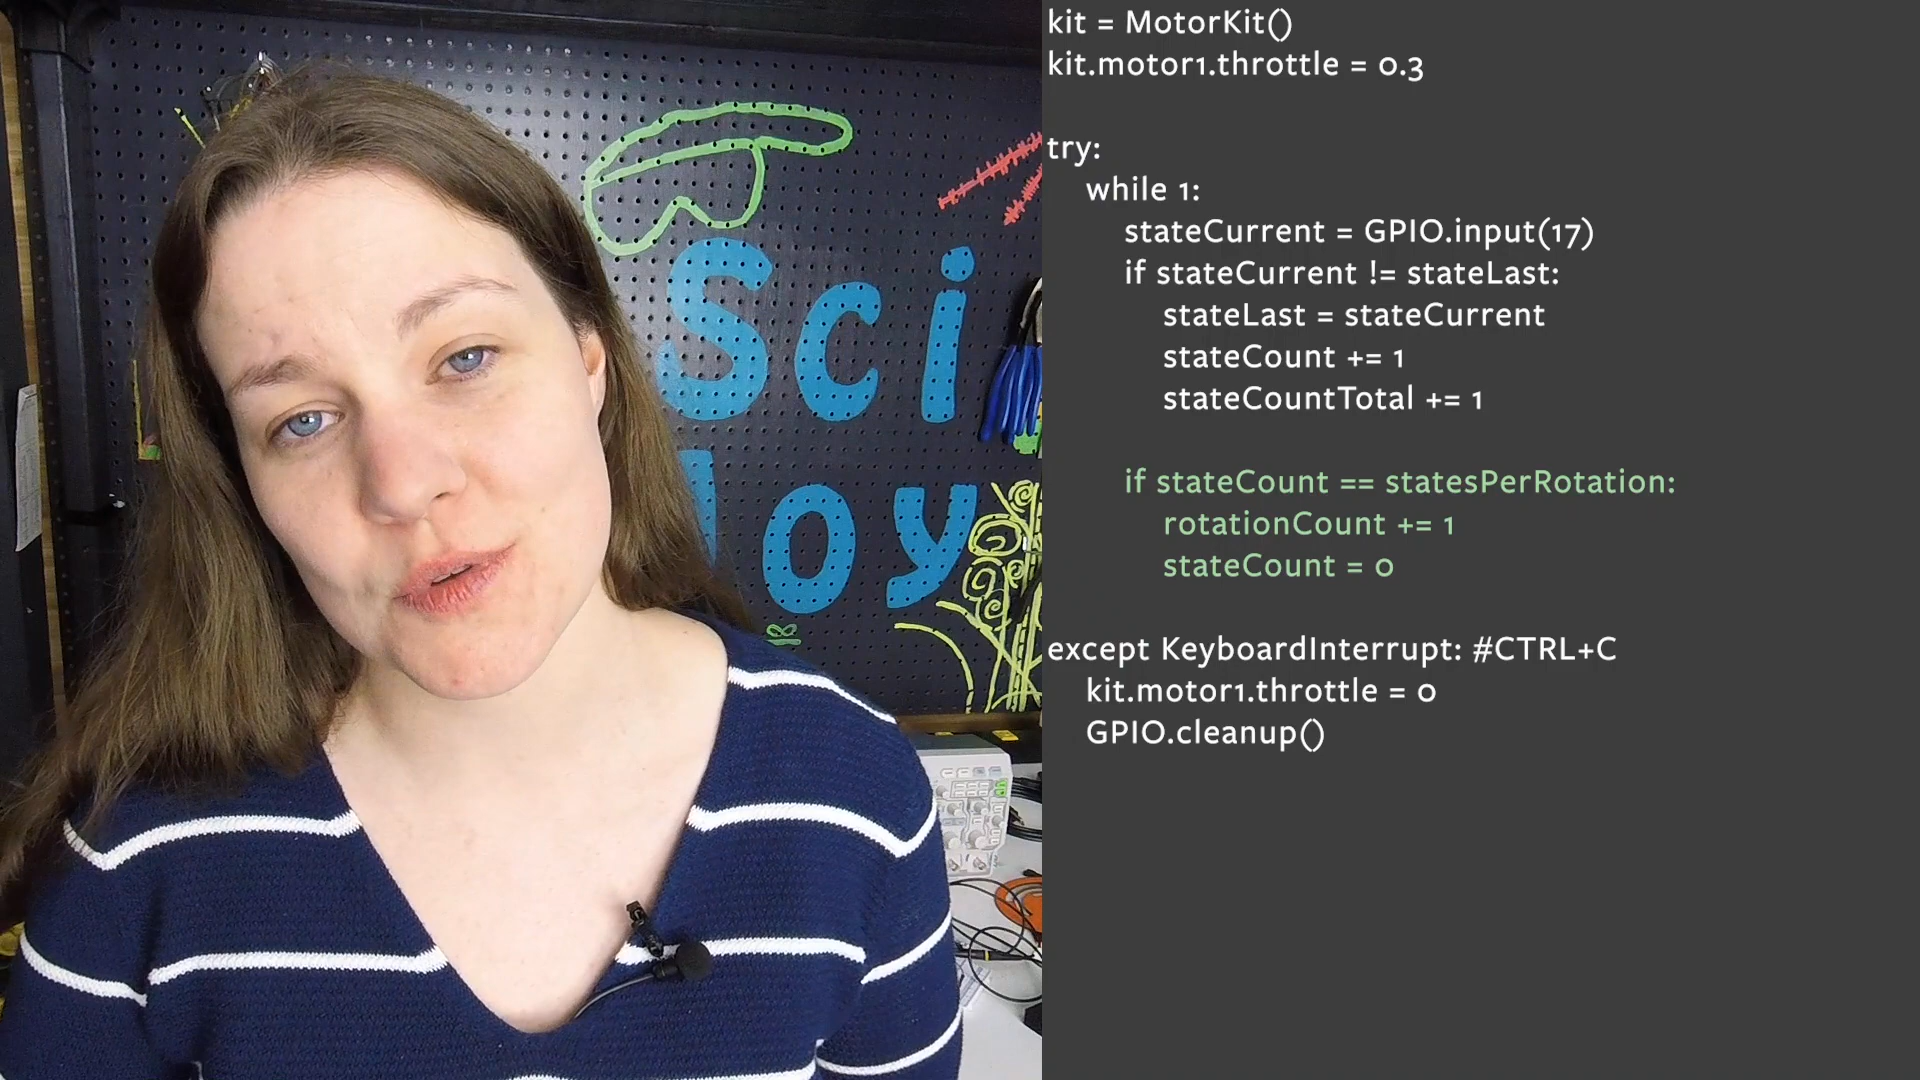 Sci
Joy
kit = MotorKit()
kit.motor1.throttle = 0.3
try:
while 1:
stateCurrent = GPIO.input(17)
if stateCurrent != stateLast:
stateLast = stateCurrent
stateCount += 1
stateCountTotal += 1
if stateCount == statesPerRotation:
rotationCount += 1
stateCount = 0
except KeyboardInterrupt: #CTRL+C
kit.motor1.throttle = 0
GPIO.cleanup()